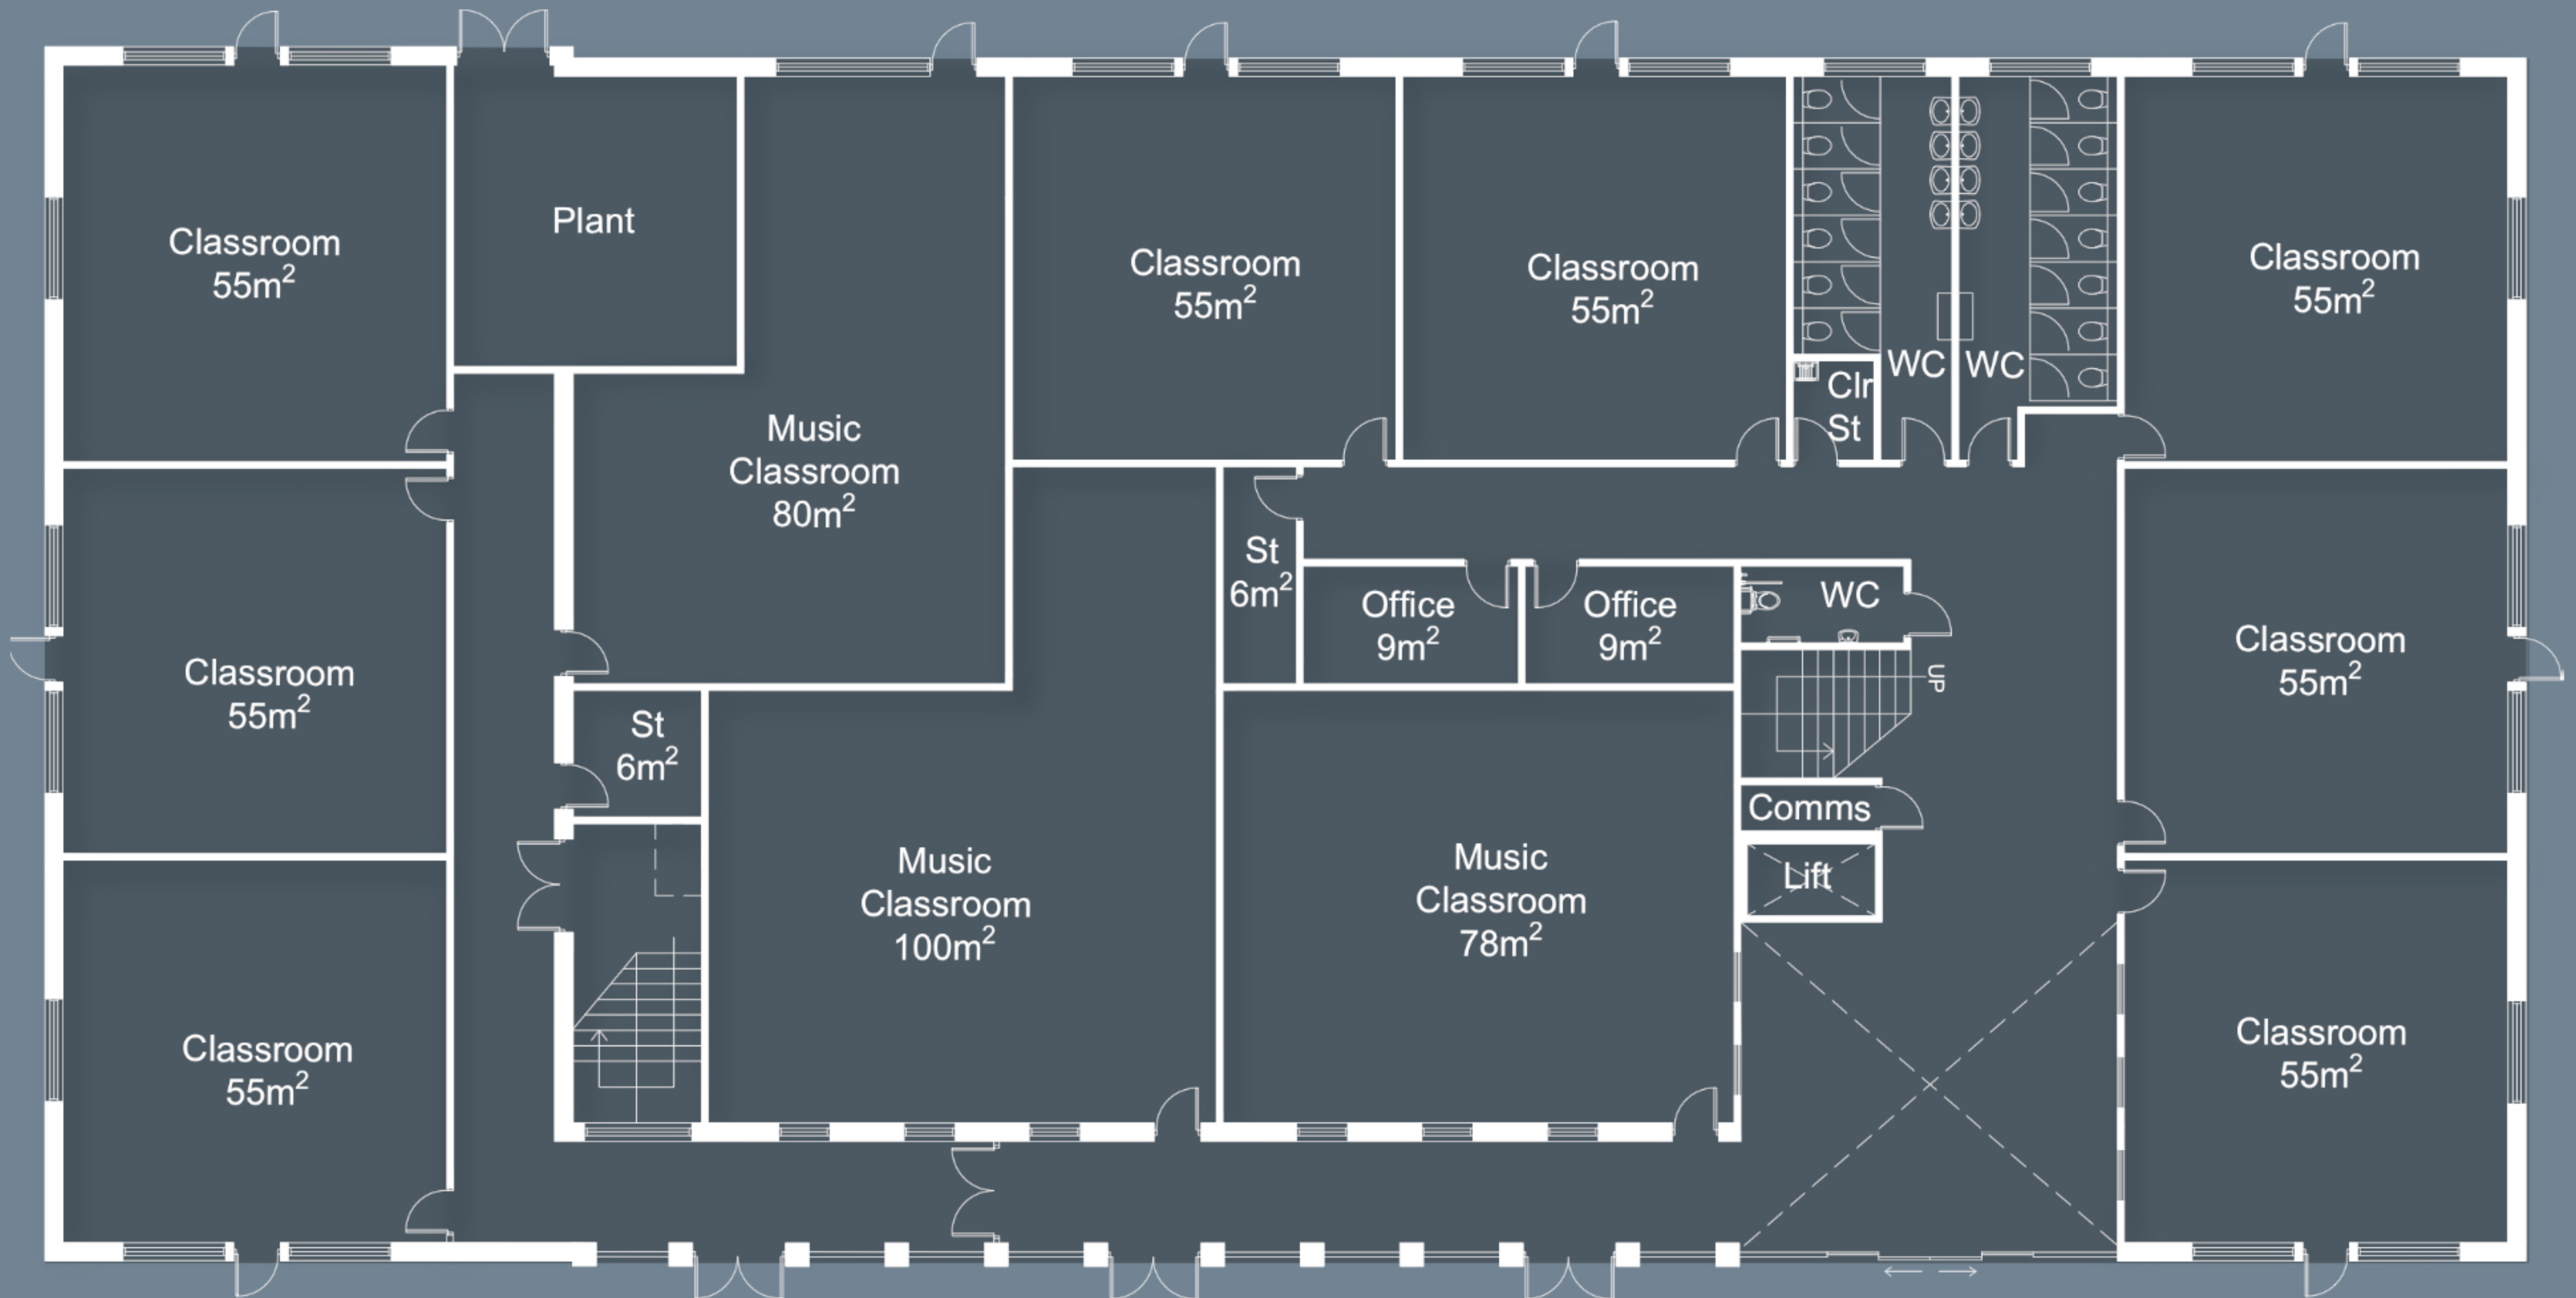 Classroom
55m²
Plant
Music
Classroom
80m²
Classroom
55m²
Classroom
55m²
WC
WC
Clr
St
Classroom
55m²
Classroom
55m²
St
6m²
St
6m²
Office
9m²
Office
9m²
WC
UP
Classroom
55m²
Comms
Lift
Classroom
55m²
Music
Classroom
100m²
Music
Classroom
78m²
Classroom
55m²